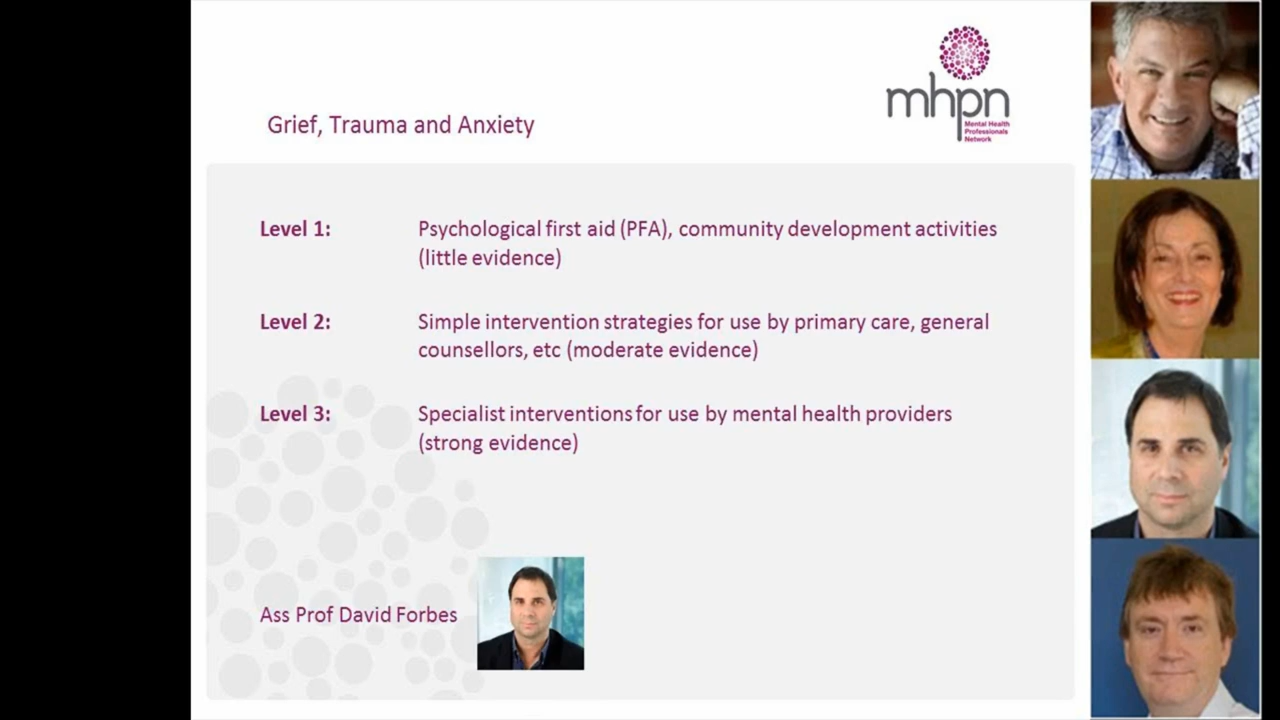 mhpn
Mental Health
Professionals
Network
Grief, Trauma and Anxiety
Level 1: Psychological first aid (PFA), community development activities
(little evidence)
Level 2: Simple intervention strategies for use by primary care, general
counsellors, etc (moderate evidence)
Level 3: Specialist interventions for use by mental health providers
(strong evidence)
Ass Prof David Forbes